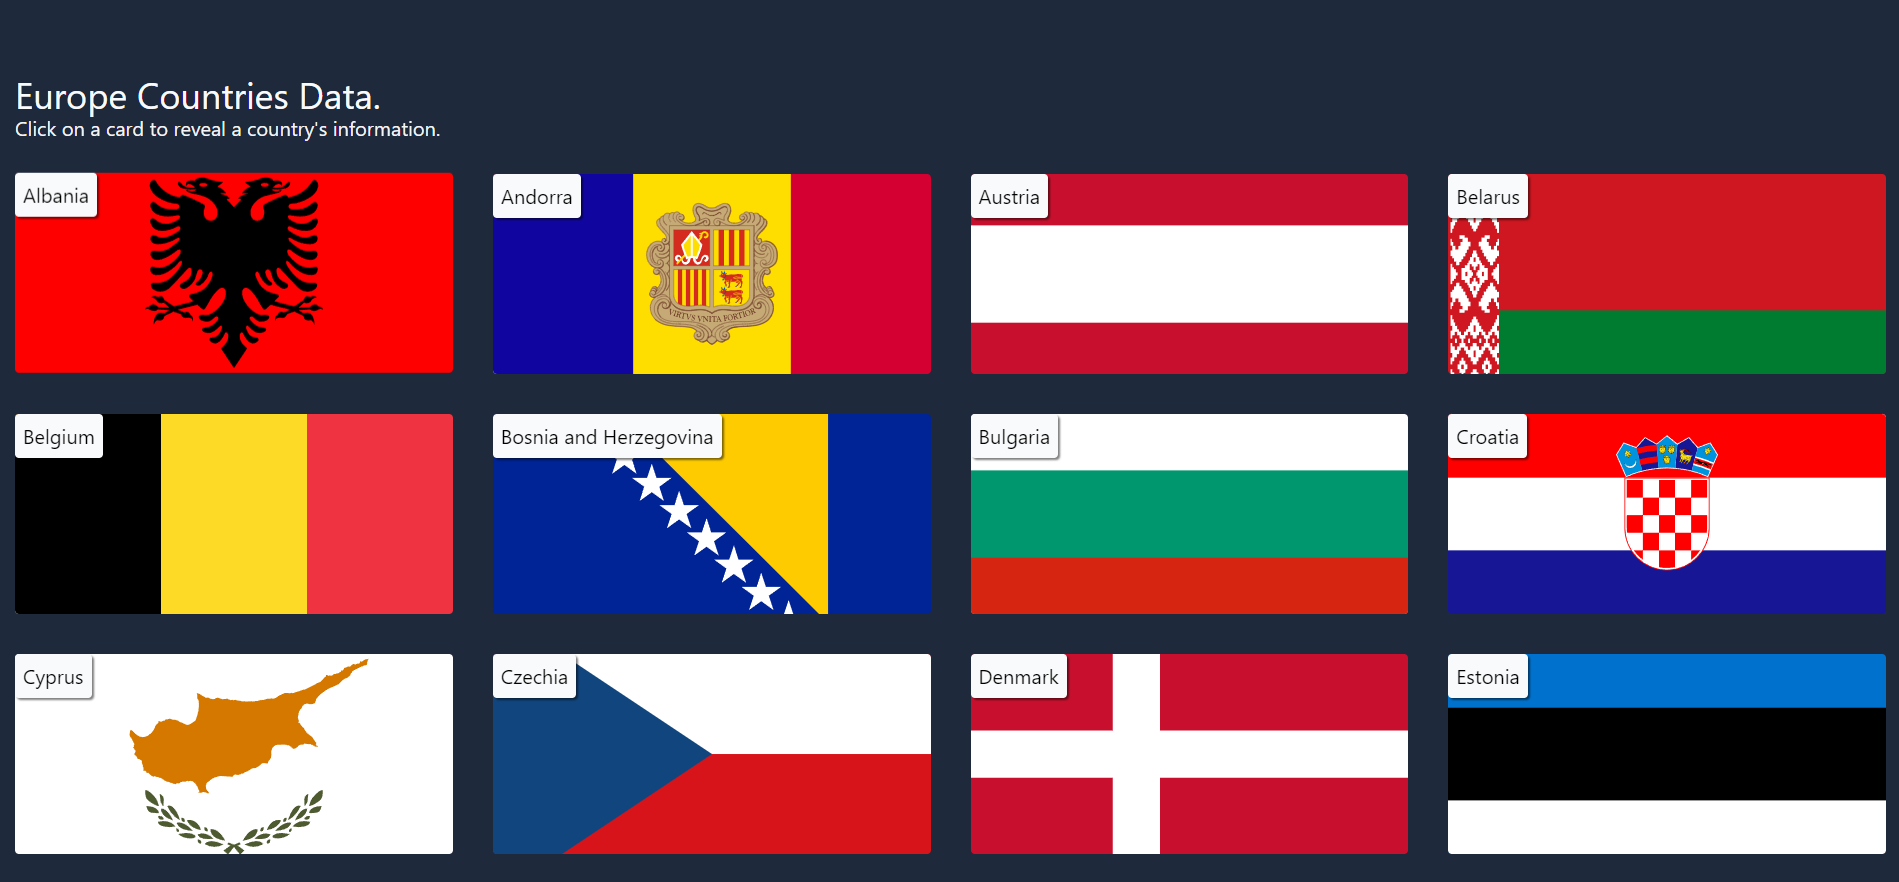 Europe Countries Data.
Click on a card to reveal a country's information.
Albania
Andorra
VIRTVS VNITA FORTIOR
Austria
Belarus
Belgium
Bosnia and Herzegovina
Bulgaria
Croatia
Cyprus
Czechia
Denmark
Estonia